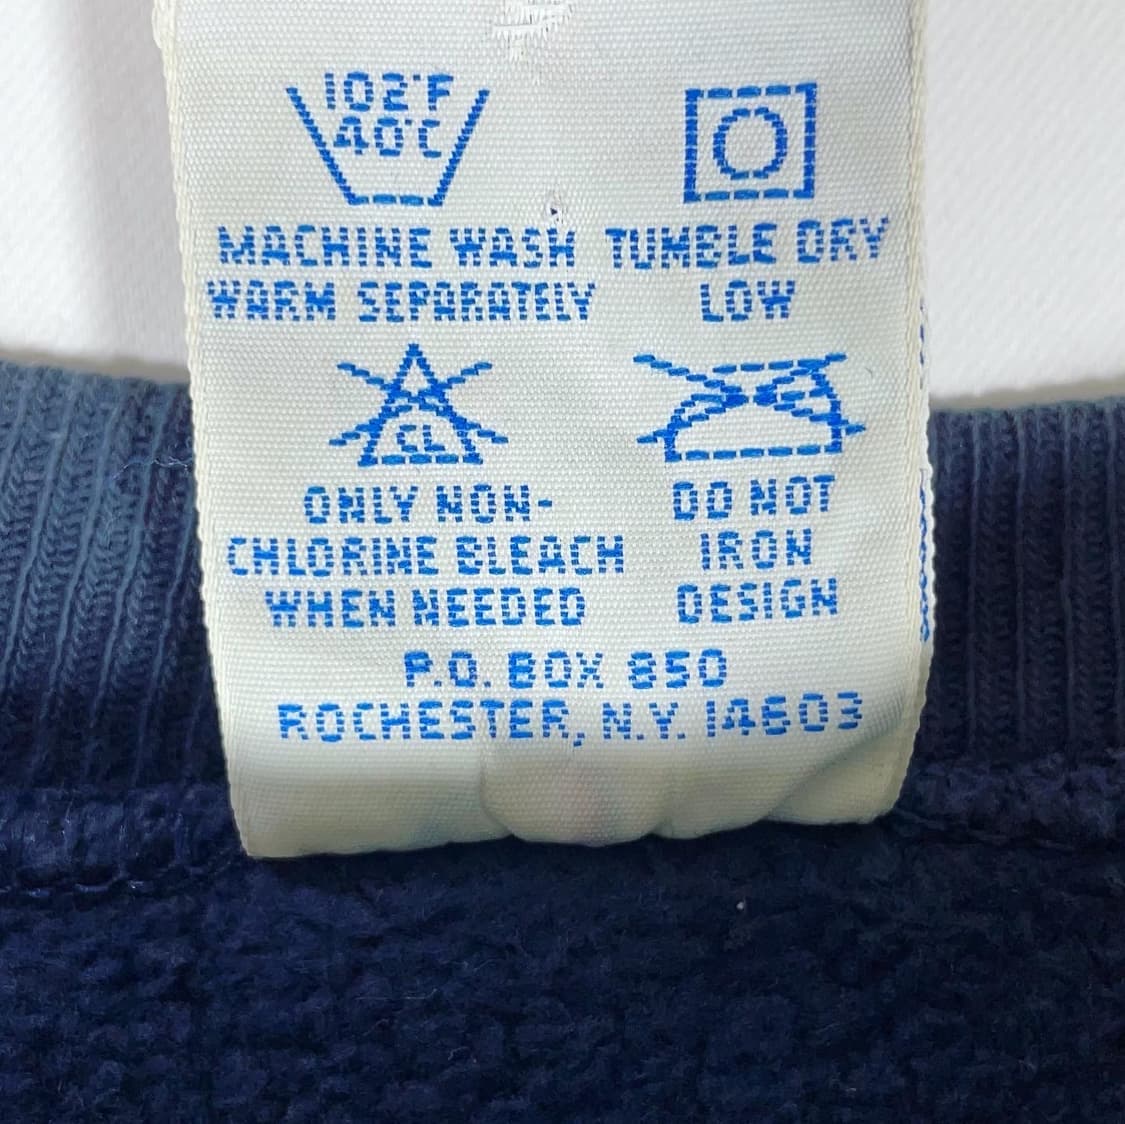 102°F
40°C
MACHINE WASH
WARM SEPARATELY
TUMBLE DRY
LOW
CL
ONLY NON-
CHLORINE BLEACH
WHEN NEEDED
DO NOT
IRON
DESIGN
P.O. BOX 850
ROCHESTER, N.Y. 14603